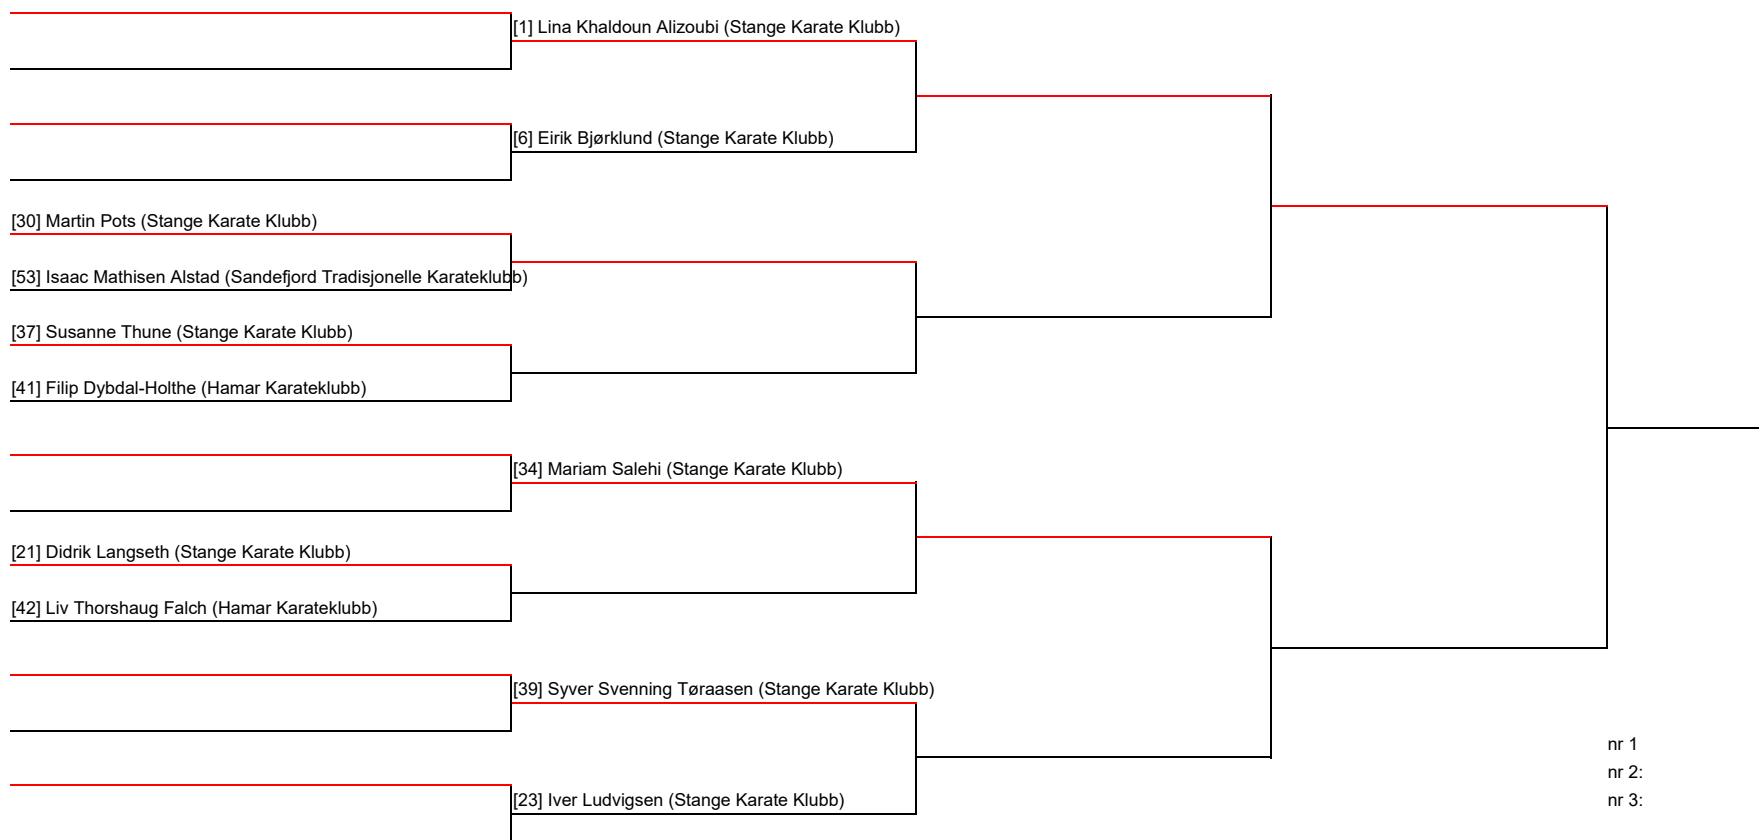 [1] Lina Khaldoun Alizoubi (Stange Karate Klubb)
[6] Eirik Bjørklund (Stange Karate Klubb)
[30] Martin Pots (Stange Karate Klubb)
[53] Isaac Mathisen Alstad (Sandefjord Tradisjonelle Karateklubb)
[37] Susanne Thune (Stange Karate Klubb)
[41] Filip Dybdal-Holthe (Hamar Karateklubb)
[34] Mariam Salehi (Stange Karate Klubb)
[21] Didrik Langseth (Stange Karate Klubb)
[42] Liv Thorshaug Falch (Hamar Karateklubb)
[39] Syver Svenning Tøraasen (Stange Karate Klubb)
[23] Iver Ludvigsen (Stange Karate Klubb)
nr 1
nr 2:
nr 3: